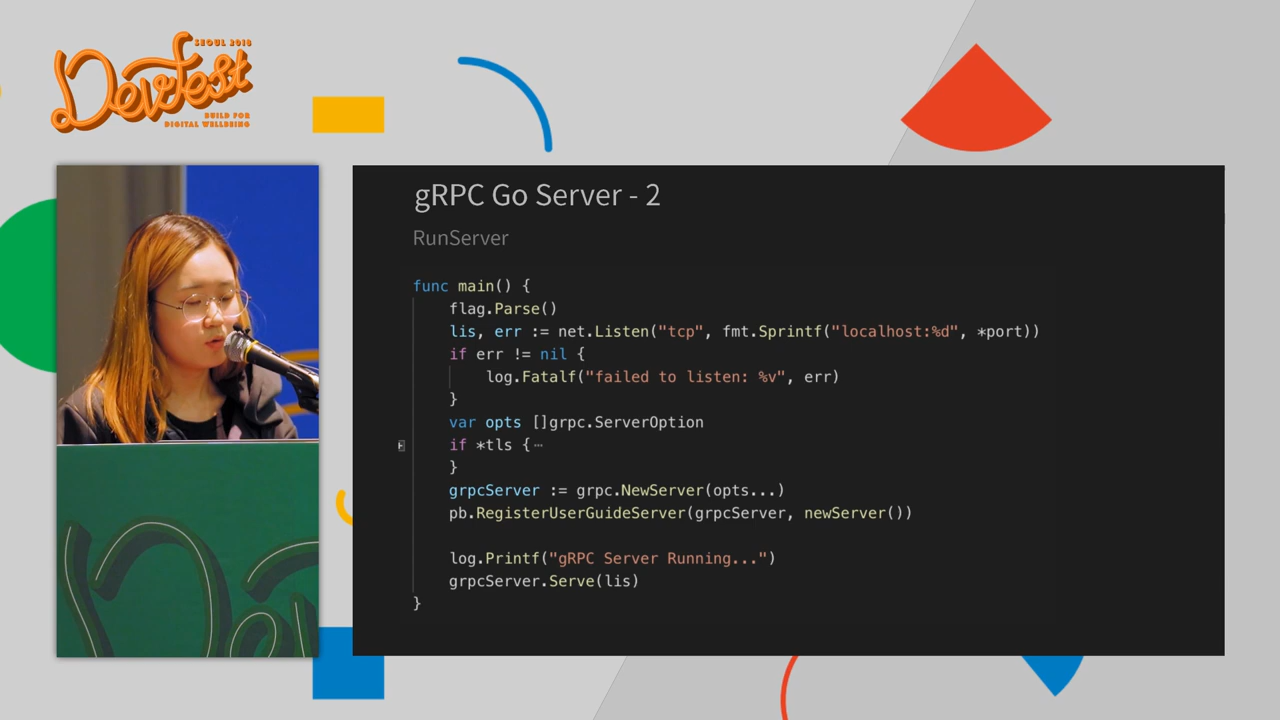 SEOUL 2018
DevFest
BUILD FOR
DIGITAL WELLBEING
gRPC Go Server - 2
RunServer
func main() {
flag.Parse()
lis, err := net.Listen("tcp", fmt.Sprintf("localhost:%d", *port))
if err != nil {
log.Fatalf("failed to listen: %v", err)
}
var opts []grpc.ServerOption
if *tls {⋯
}
grpcServer := grpc.NewServer(opts...)
pb.RegisterUserGuideServer(grpcServer, newServer())
log.Printf("gRPC Server Running...")
grpcServer.Serve(lis)
}
Dev